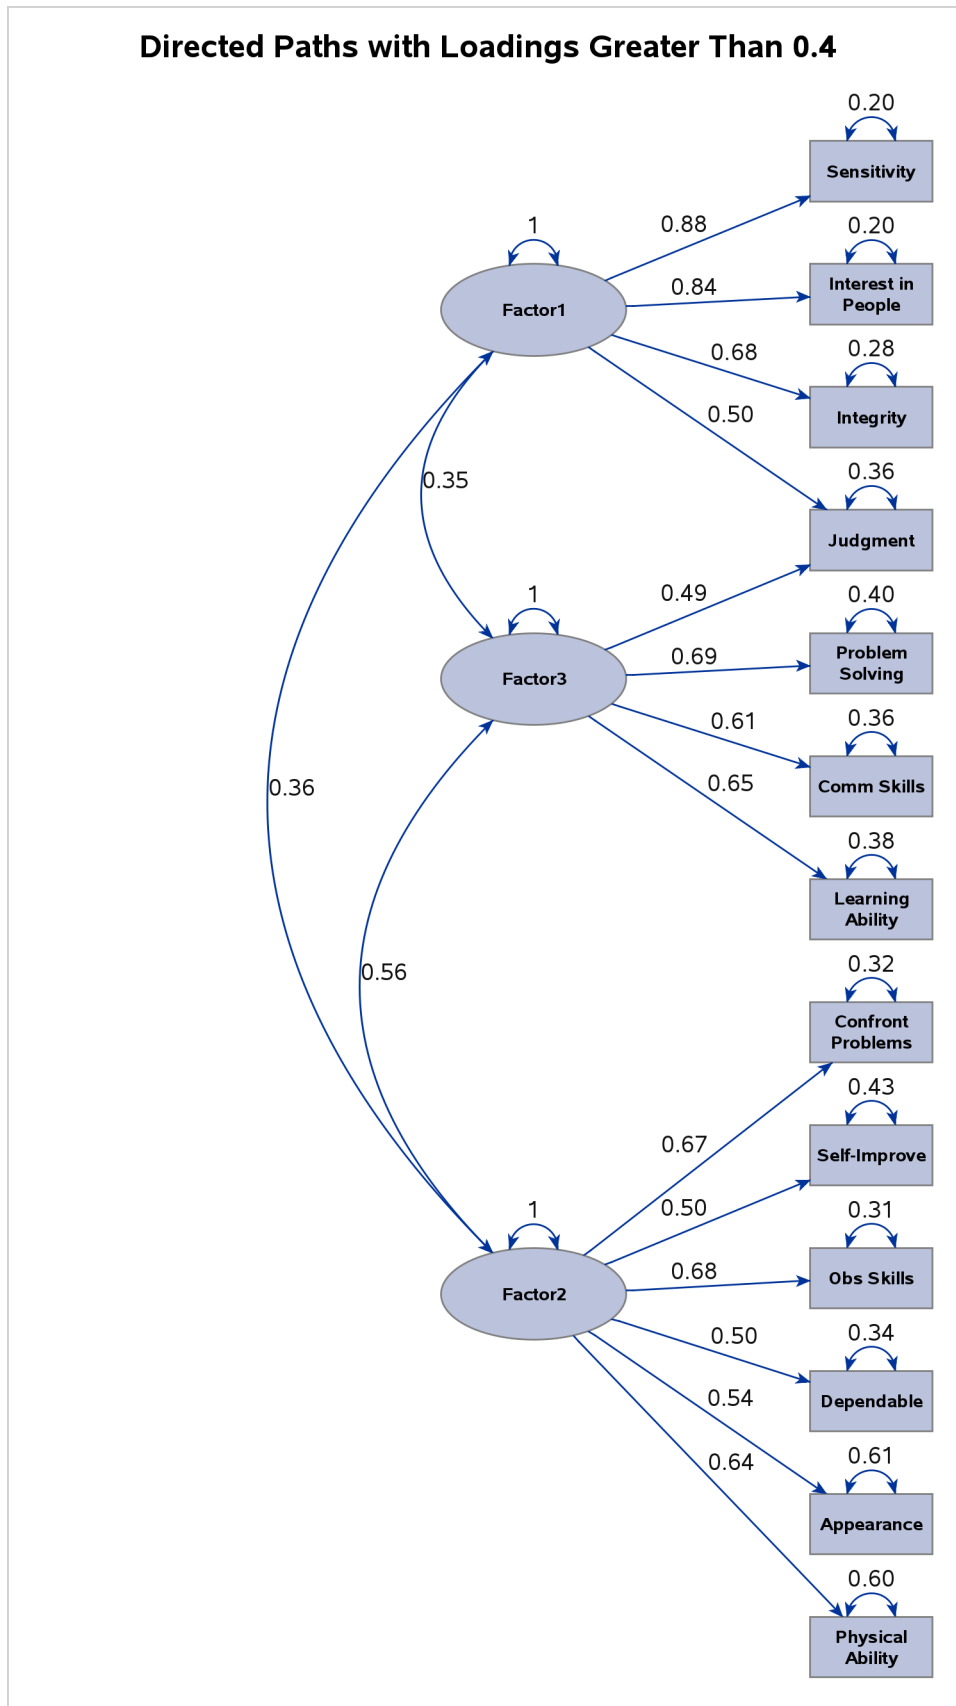 Directed Paths with Loadings Greater Than 0.4
0.20
Sensitivity
0.88
0.20
1
Interest in
People
0.84
Factor1
0.68
0.28
Integrity
0.50
0.36
0.35
Judgment
1
0.49
0.40
Problem
Solving
0.69
Factor3
0.61
0.36
Comm Skills
0.65
0.36
0.38
Learning
Ability
0.56
0.32
Confront
Problems
0.67
0.43
Self-Improve
0.50
1
0.31
Obs Skills
0.68
Factor2
0.50
0.34
Dependable
0.54
0.61
0.64
Appearance
0.60
Physical
Ability